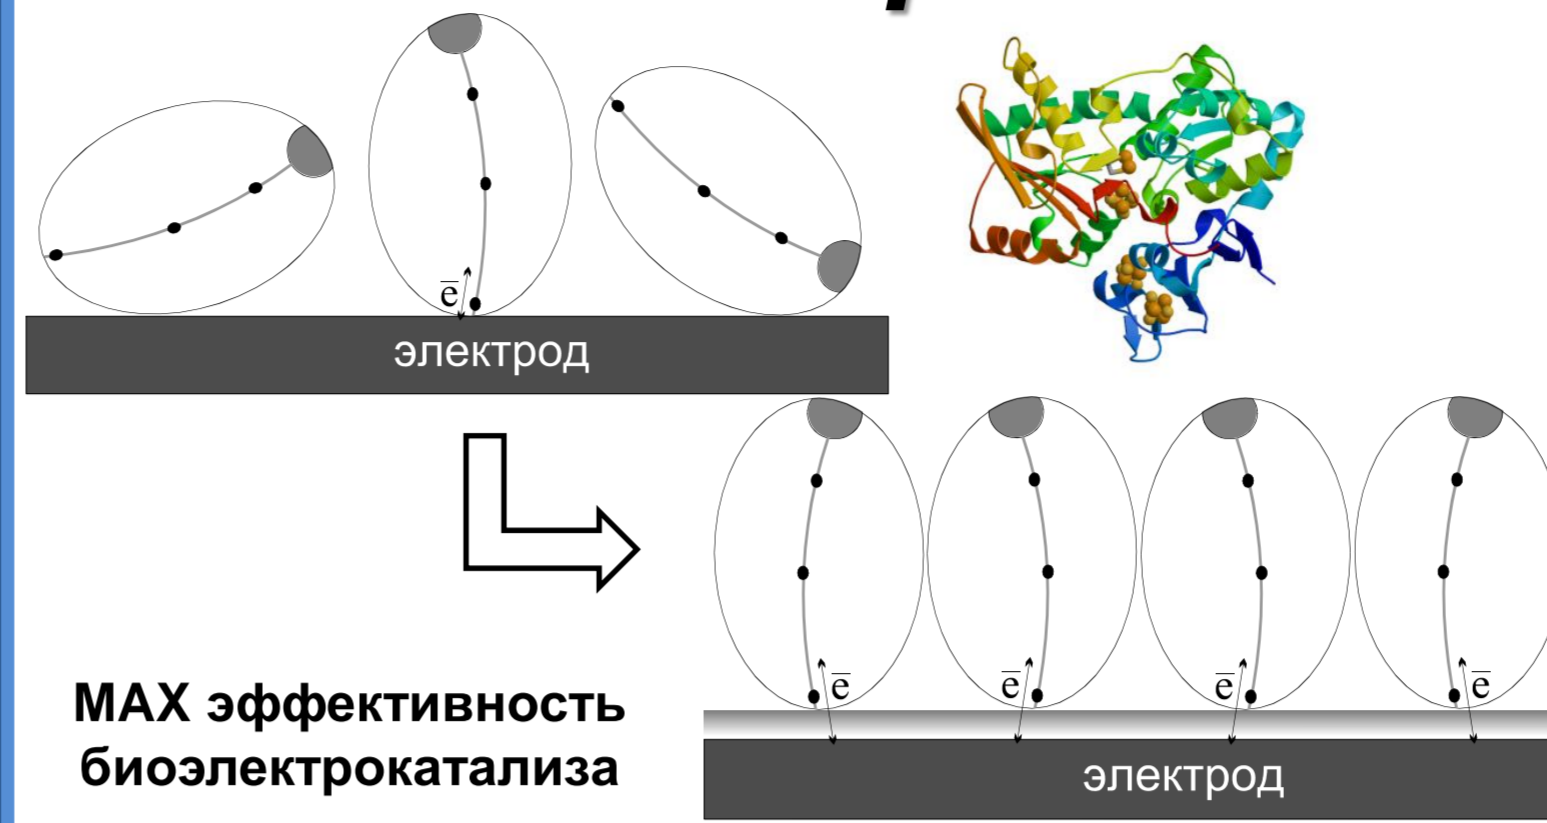 e̅
электрод
e̅ e̅ e̅ e̅
MAX эффективность
биоэлектрокатализа
электрод